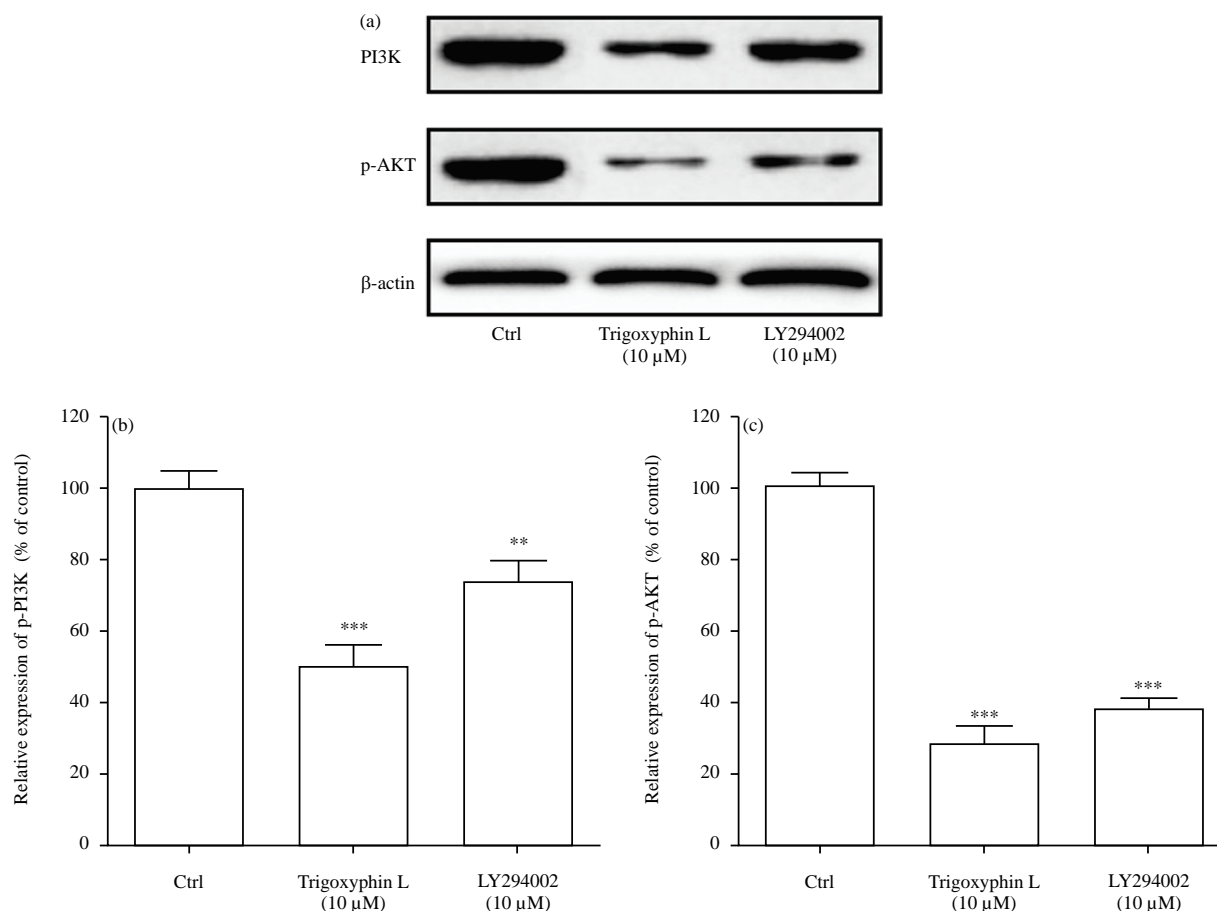 (a)
PI3K
p-AKT
β-actin
Ctrl
Trigoxyphin L
(10 µM)
LY294002
(10 µM)
(b)
Relative expression of p-PI3K (% of control)
120
100
80
60
40
20
0
***
**
Ctrl
Trigoxyphin L
(10 µM)
LY294002
(10 µM)
(c)
Relative expression of p-AKT (% of control)
120
100
80
60
40
20
0
***
***
Ctrl
Trigoxyphin L
(10 µM)
LY294002
(10 µM)